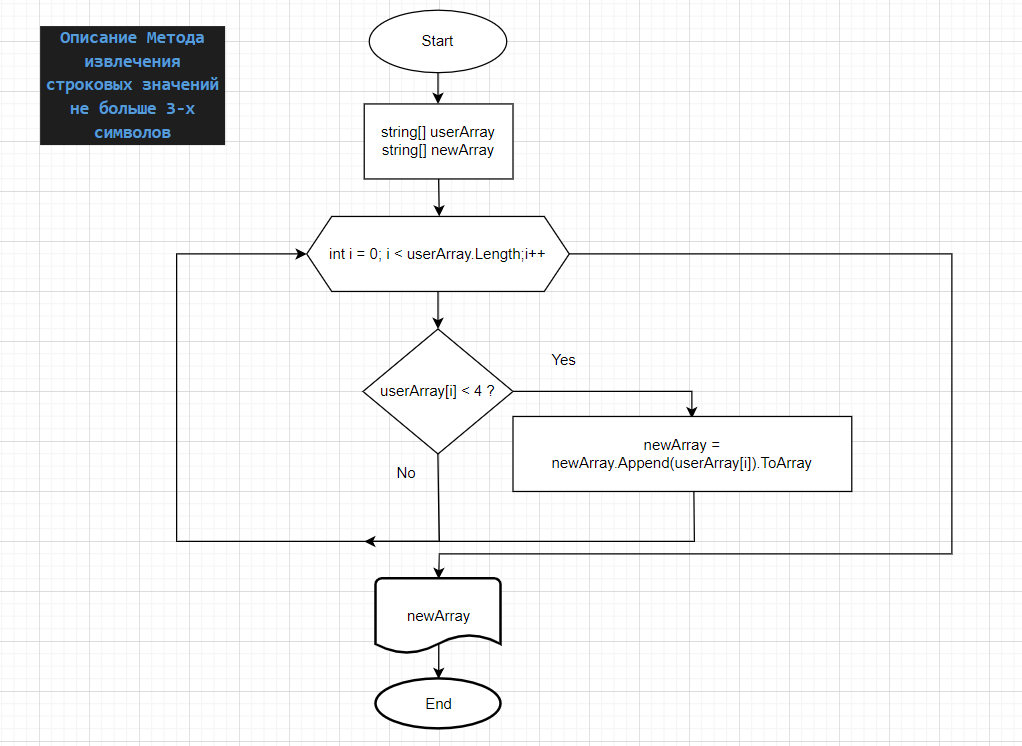 Описание Метода
извлечения
строковых значений
не больше 3-х
символов
Start
string[] userArray
string[] newArray
int i = 0; i < userArray.Length;i++
Yes
userArray[i] < 4 ?
newArray =
newArray.Append(userArray[i]).ToArray
No
newArray
End